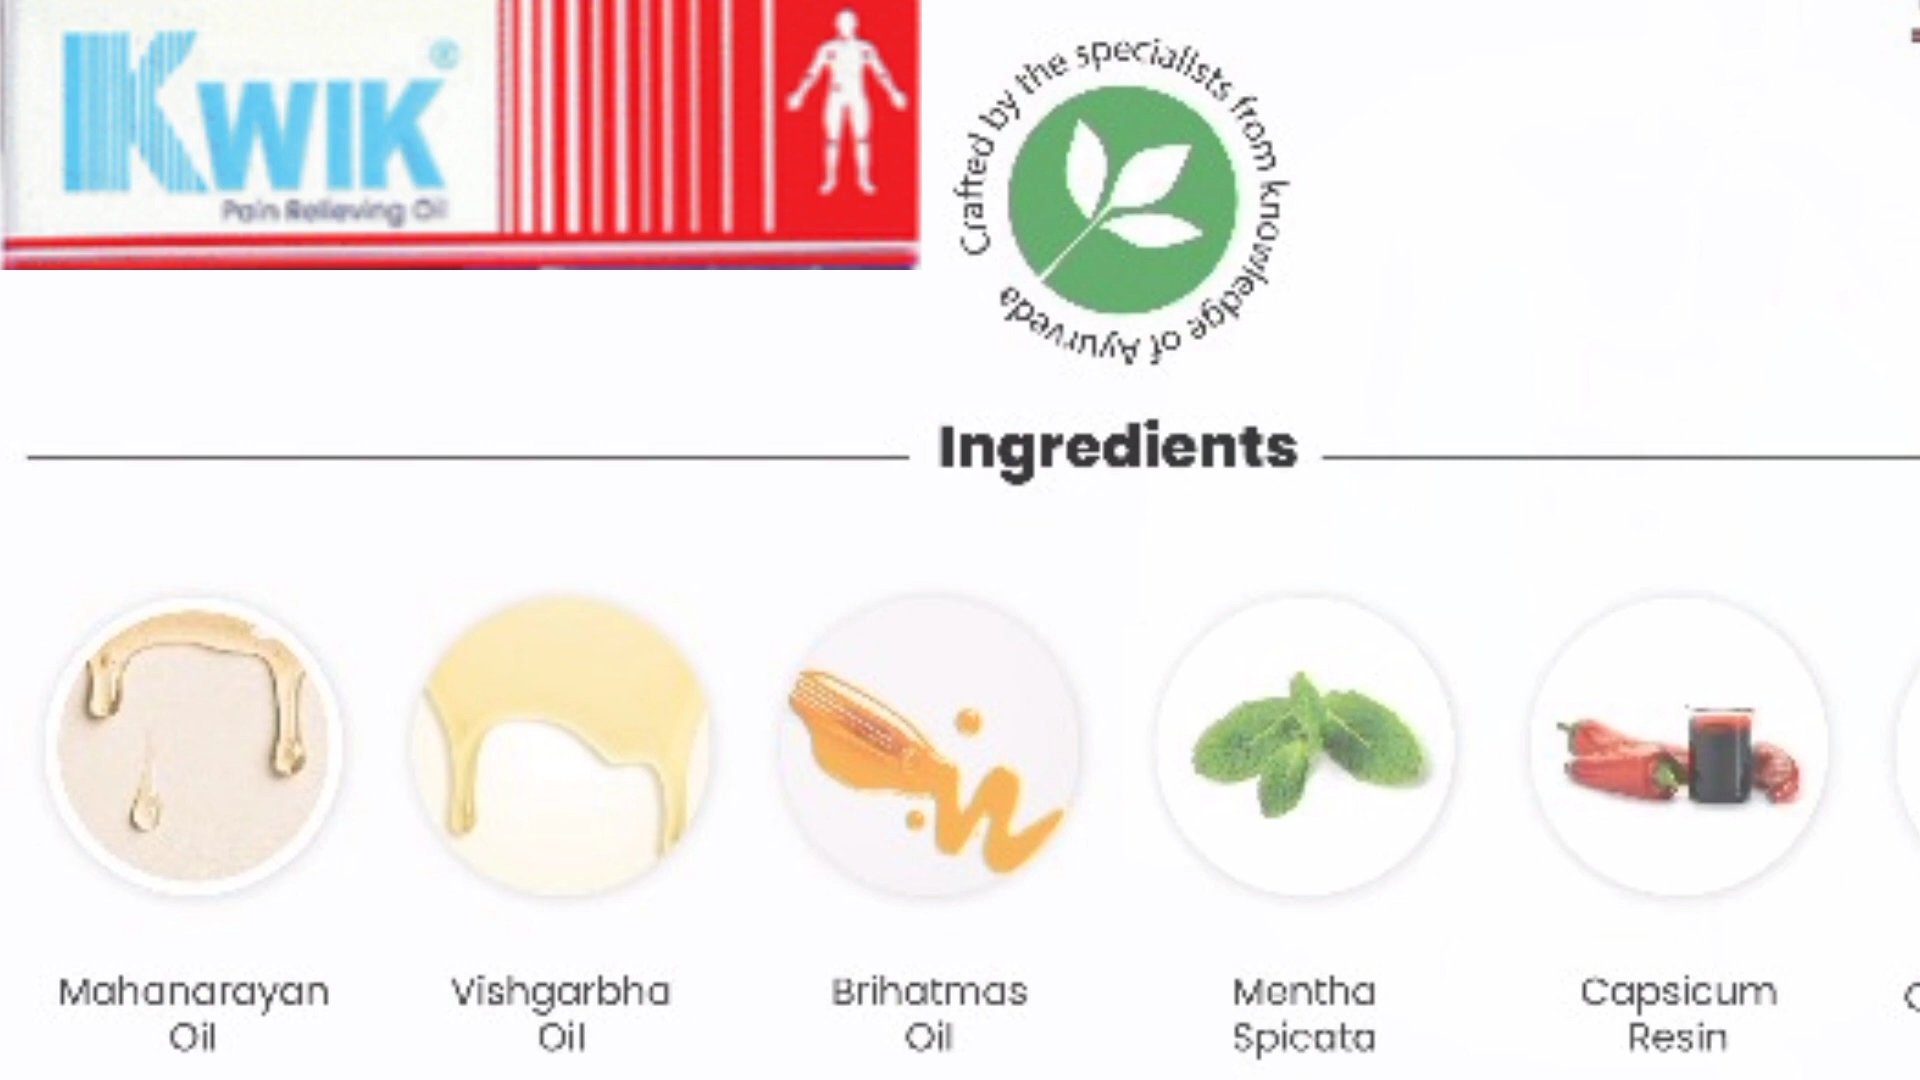 KWIK®
Pain Relieving Oil
Crafted by the specialists from knowledge of Ayurveda
Ingredients
Mahanarayan
Oil
Vishgarbha
Oil
Brihatmas
Oil
Mentha
Spicata
Capsicum
Resin